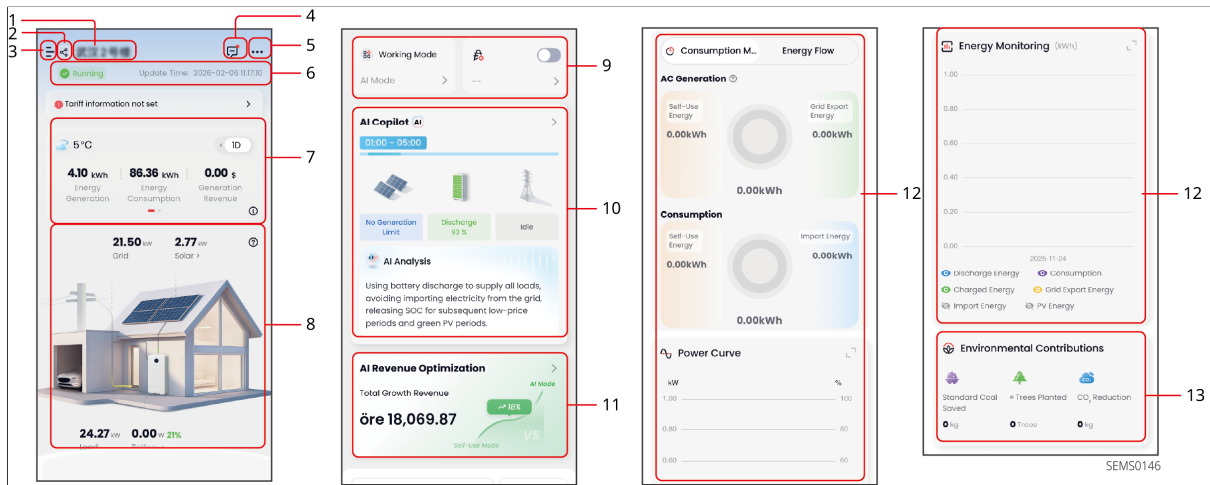 1
2
3
4
5
Running
Update Time: 2026-02-06 11:17:10
6
Tariff information not set
5°C
1D
7
4.10 kWh
86.36 kWh
0.00 $
Energy
Generation
Energy
Consumption
Generation
Revenue
21.50 kW
2.77 kW
Grid
Solar >
8
24.27 kW
0.00 W 21%
Working Mode
AI Mode
--
9
AI Copilot AI
01:00 - 05:00
No Generation
Limit
Discharge
93 %
Idle
10
AI Analysis
Using battery discharge to supply all loads,
avoiding importing electricity from the grid,
releasing SOC for subsequent low-price
periods and green PV periods.
AI Revenue Optimization
Total Growth Revenue
AI Mode
18%
öre 18,069.87
VS
Self-Use Mode
11
Consumption M...
Energy Flow
AC Generation
Self-Use
Energy
0.00kWh
Grid Export
Energy
0.00kWh
0.00kWh
12
Consumption
Self-Use
Energy
0.00kWh
Import Energy
0.00kWh
0.00kWh
Power Curve
kW
%
1.00
100
0.80
80
0.60
60
Energy Monitoring (kWh)
1.00
0.80
0.60
0.40
0.20
0.00
2025-11-24
12
Discharge Energy
Consumption
Charged Energy
Grid Export Energy
Import Energy
PV Energy
Environmental Contributions
CO₂
Standard Coal
Saved
≈ Trees Planted
CO₂ Reduction
0 kg
0 Trees
0 kg
13
SEMS0146